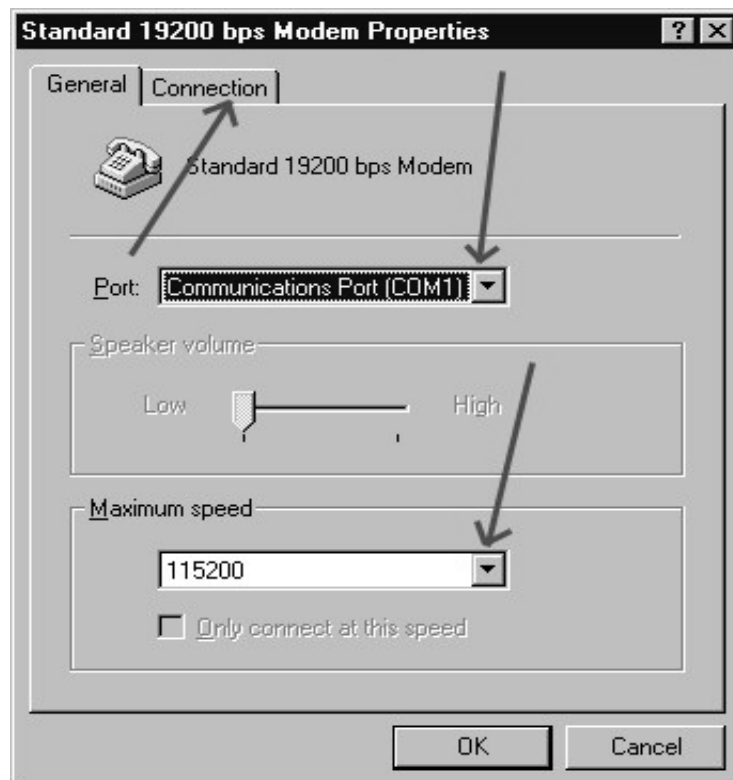 Standard 19200 bps Modem Properties
General Connection
Standard 19200 bps Modem
Port: Communications Port (COM1)
Speaker volume
Low High
Maximum speed
115200
Only connect at this speed
OK Cancel